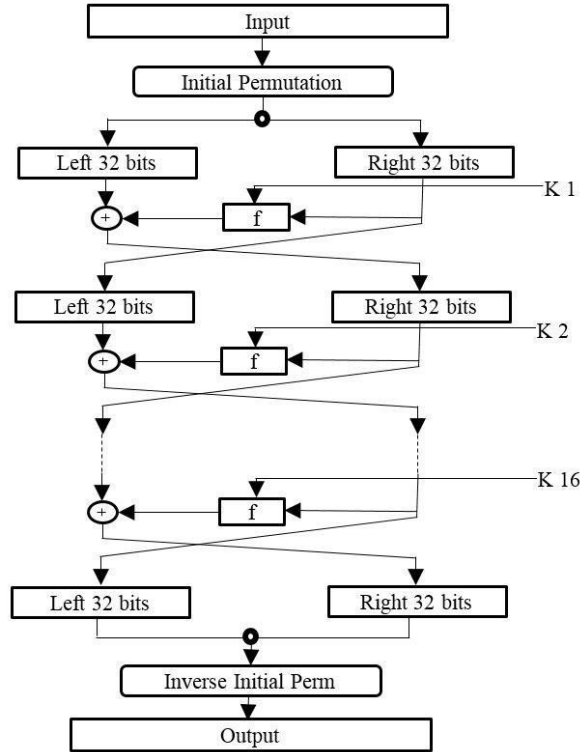 Input
Initial Permutation
Left 32 bits
Right 32 bits
K 1
+
f
Left 32 bits
Right 32 bits
K 2
+
f
K 16
+
f
Left 32 bits
Right 32 bits
Inverse Initial Perm
Output